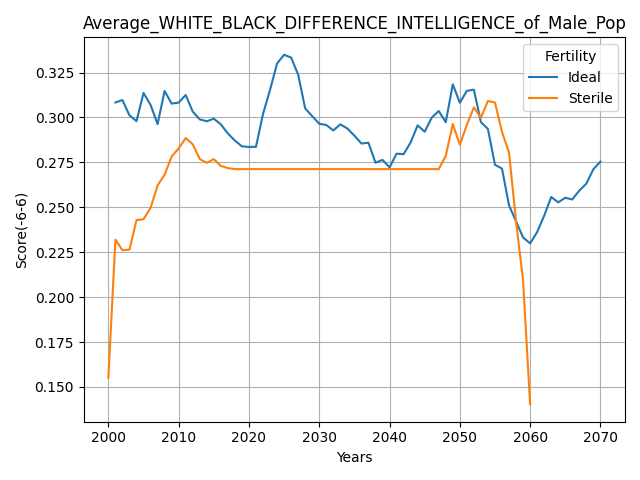 Average_WHITE_BLACK_DIFFERENCE_INTELLIGENCE_of_Male_Pop
Fertility
Ideal
Sterile
Score(-6-6)
0.325
0.300
0.275
0.250
0.225
0.200
0.175
0.150
2000 2010 2020 2030 2040 2050 2060 2070
Years